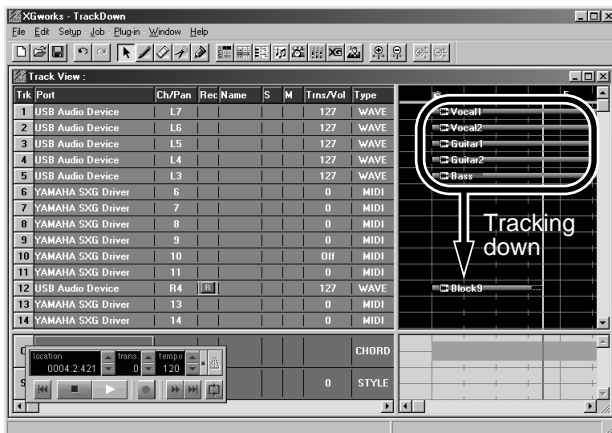 XGworks - TrackDown
File Edit Setup Job Plug-in Window Help
XG
Track View :
Trk Port Ch/Pan Rec Name S M Trns/Vol Type
1 USB Audio Device L7 127 WAVE Vocal1
2 USB Audio Device L6 127 WAVE Vocal2
3 USB Audio Device L5 127 WAVE Guitar1
4 USB Audio Device L4 127 WAVE Guitar2
5 USB Audio Device L3 127 WAVE Bass
6 YAMAHA SXG Driver 6 0 MIDI
7 YAMAHA SXG Driver 7 0 MIDI
8 YAMAHA SXG Driver 8 0 MIDI
9 YAMAHA SXG Driver 9 0 MIDI
10 YAMAHA SXG Driver 10 Off MIDI
11 YAMAHA SXG Driver 11 0 MIDI
12 USB Audio Device R4 R 127 WAVE Block9
13 YAMAHA SXG Driver 13 0 MIDI
14 YAMAHA SXG Driver 14 0 MIDI
Tracking
down
C CHORD
location trans. tempo
0004:2:421 0 120
S 0 STYLE